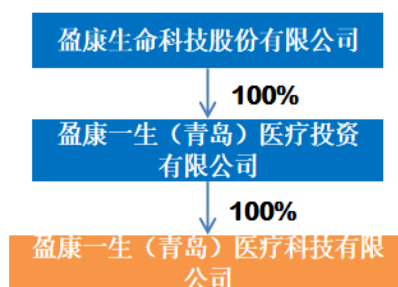 盈康生命科技股份有限公司
100%
盈康一生（青岛）医疗投资
有限公司
100%
盈康一生（青岛）医疗科技有限
公司